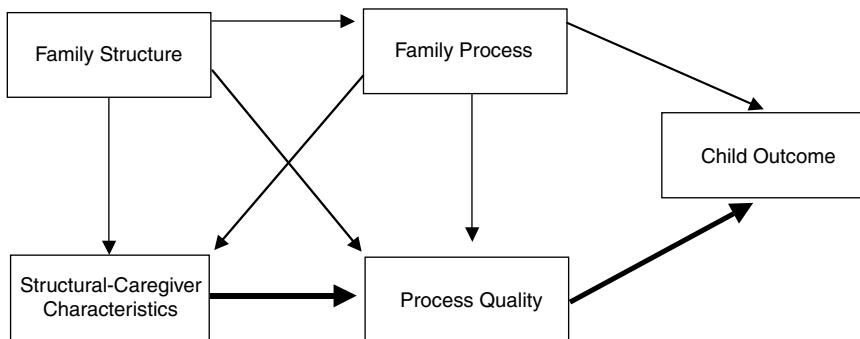 Family Structure
Family Process
Child Outcome
Structural-Caregiver
Characteristics
Process Quality